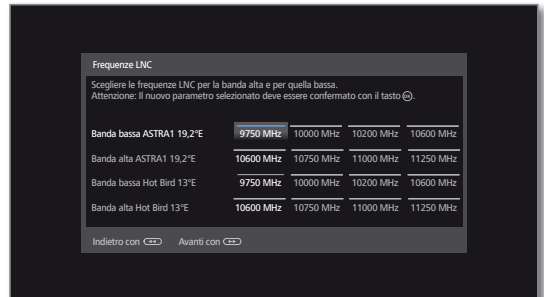 Frequenze LNC
Scegliere le frequenze LNC per la banda alta e per quella bassa.
Attenzione: Il nuovo parametro selezionato deve essere confermato con il tasto OK.
Banda bassa ASTRA1 19,2°E 9750 MHz 10000 MHz 10200 MHz 10600 MHz
Banda alta ASTRA1 19,2°E 10600 MHz 10750 MHz 11000 MHz 11250 MHz
Banda bassa Hot Bird 13°E 9750 MHz 10000 MHz 10200 MHz 10600 MHz
Banda alta Hot Bird 13°E 10600 MHz 10750 MHz 11000 MHz 11250 MHz
Indietro con Avanti con